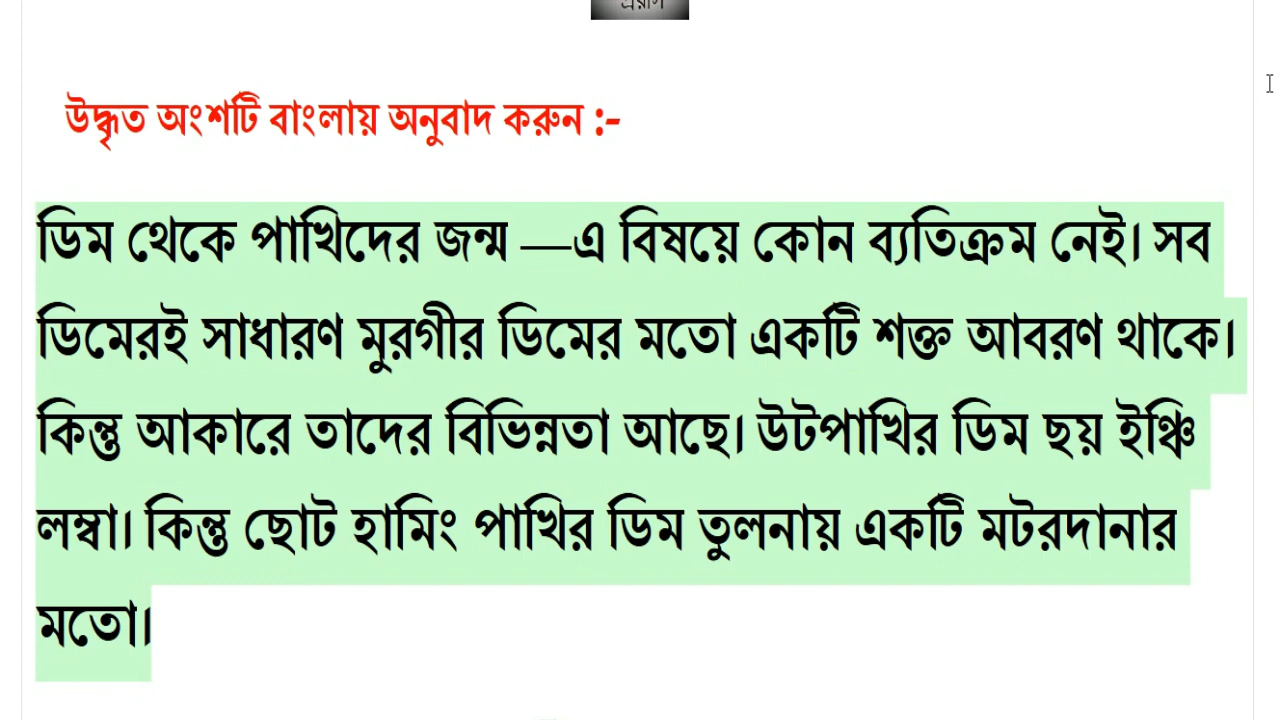 উদ্ধৃত অংশটি বাংলায় অনুবাদ করুন :-
ডিম থেকে পাখিদের জন্ম —এ বিষয়ে কোন ব্যতিক্রম নেই। সব
ডিমেরই সাধারণ মুরগীর ডিমের মতো একটি শক্ত আবরণ থাকে।
কিন্তু আকারে তাদের বিভিন্নতা আছে। উটপাখির ডিম ছয় ইঞ্চি
লম্বা। কিন্তু ছোট হামিং পাখির ডিম তুলনায় একটি মটরদানার
মতো।